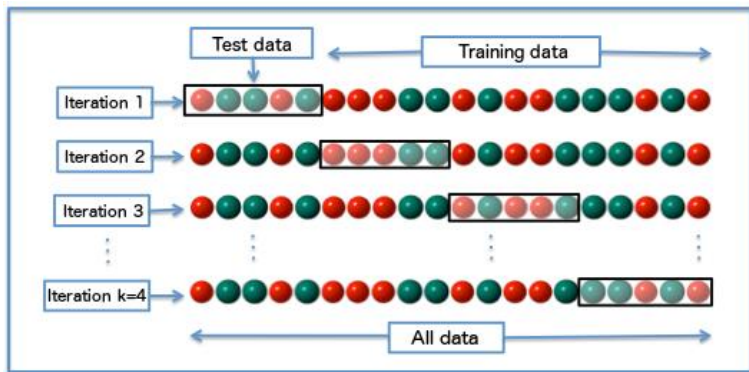 Test data
Training data
Iteration 1
Iteration 2
Iteration 3
Iteration k=4
All data